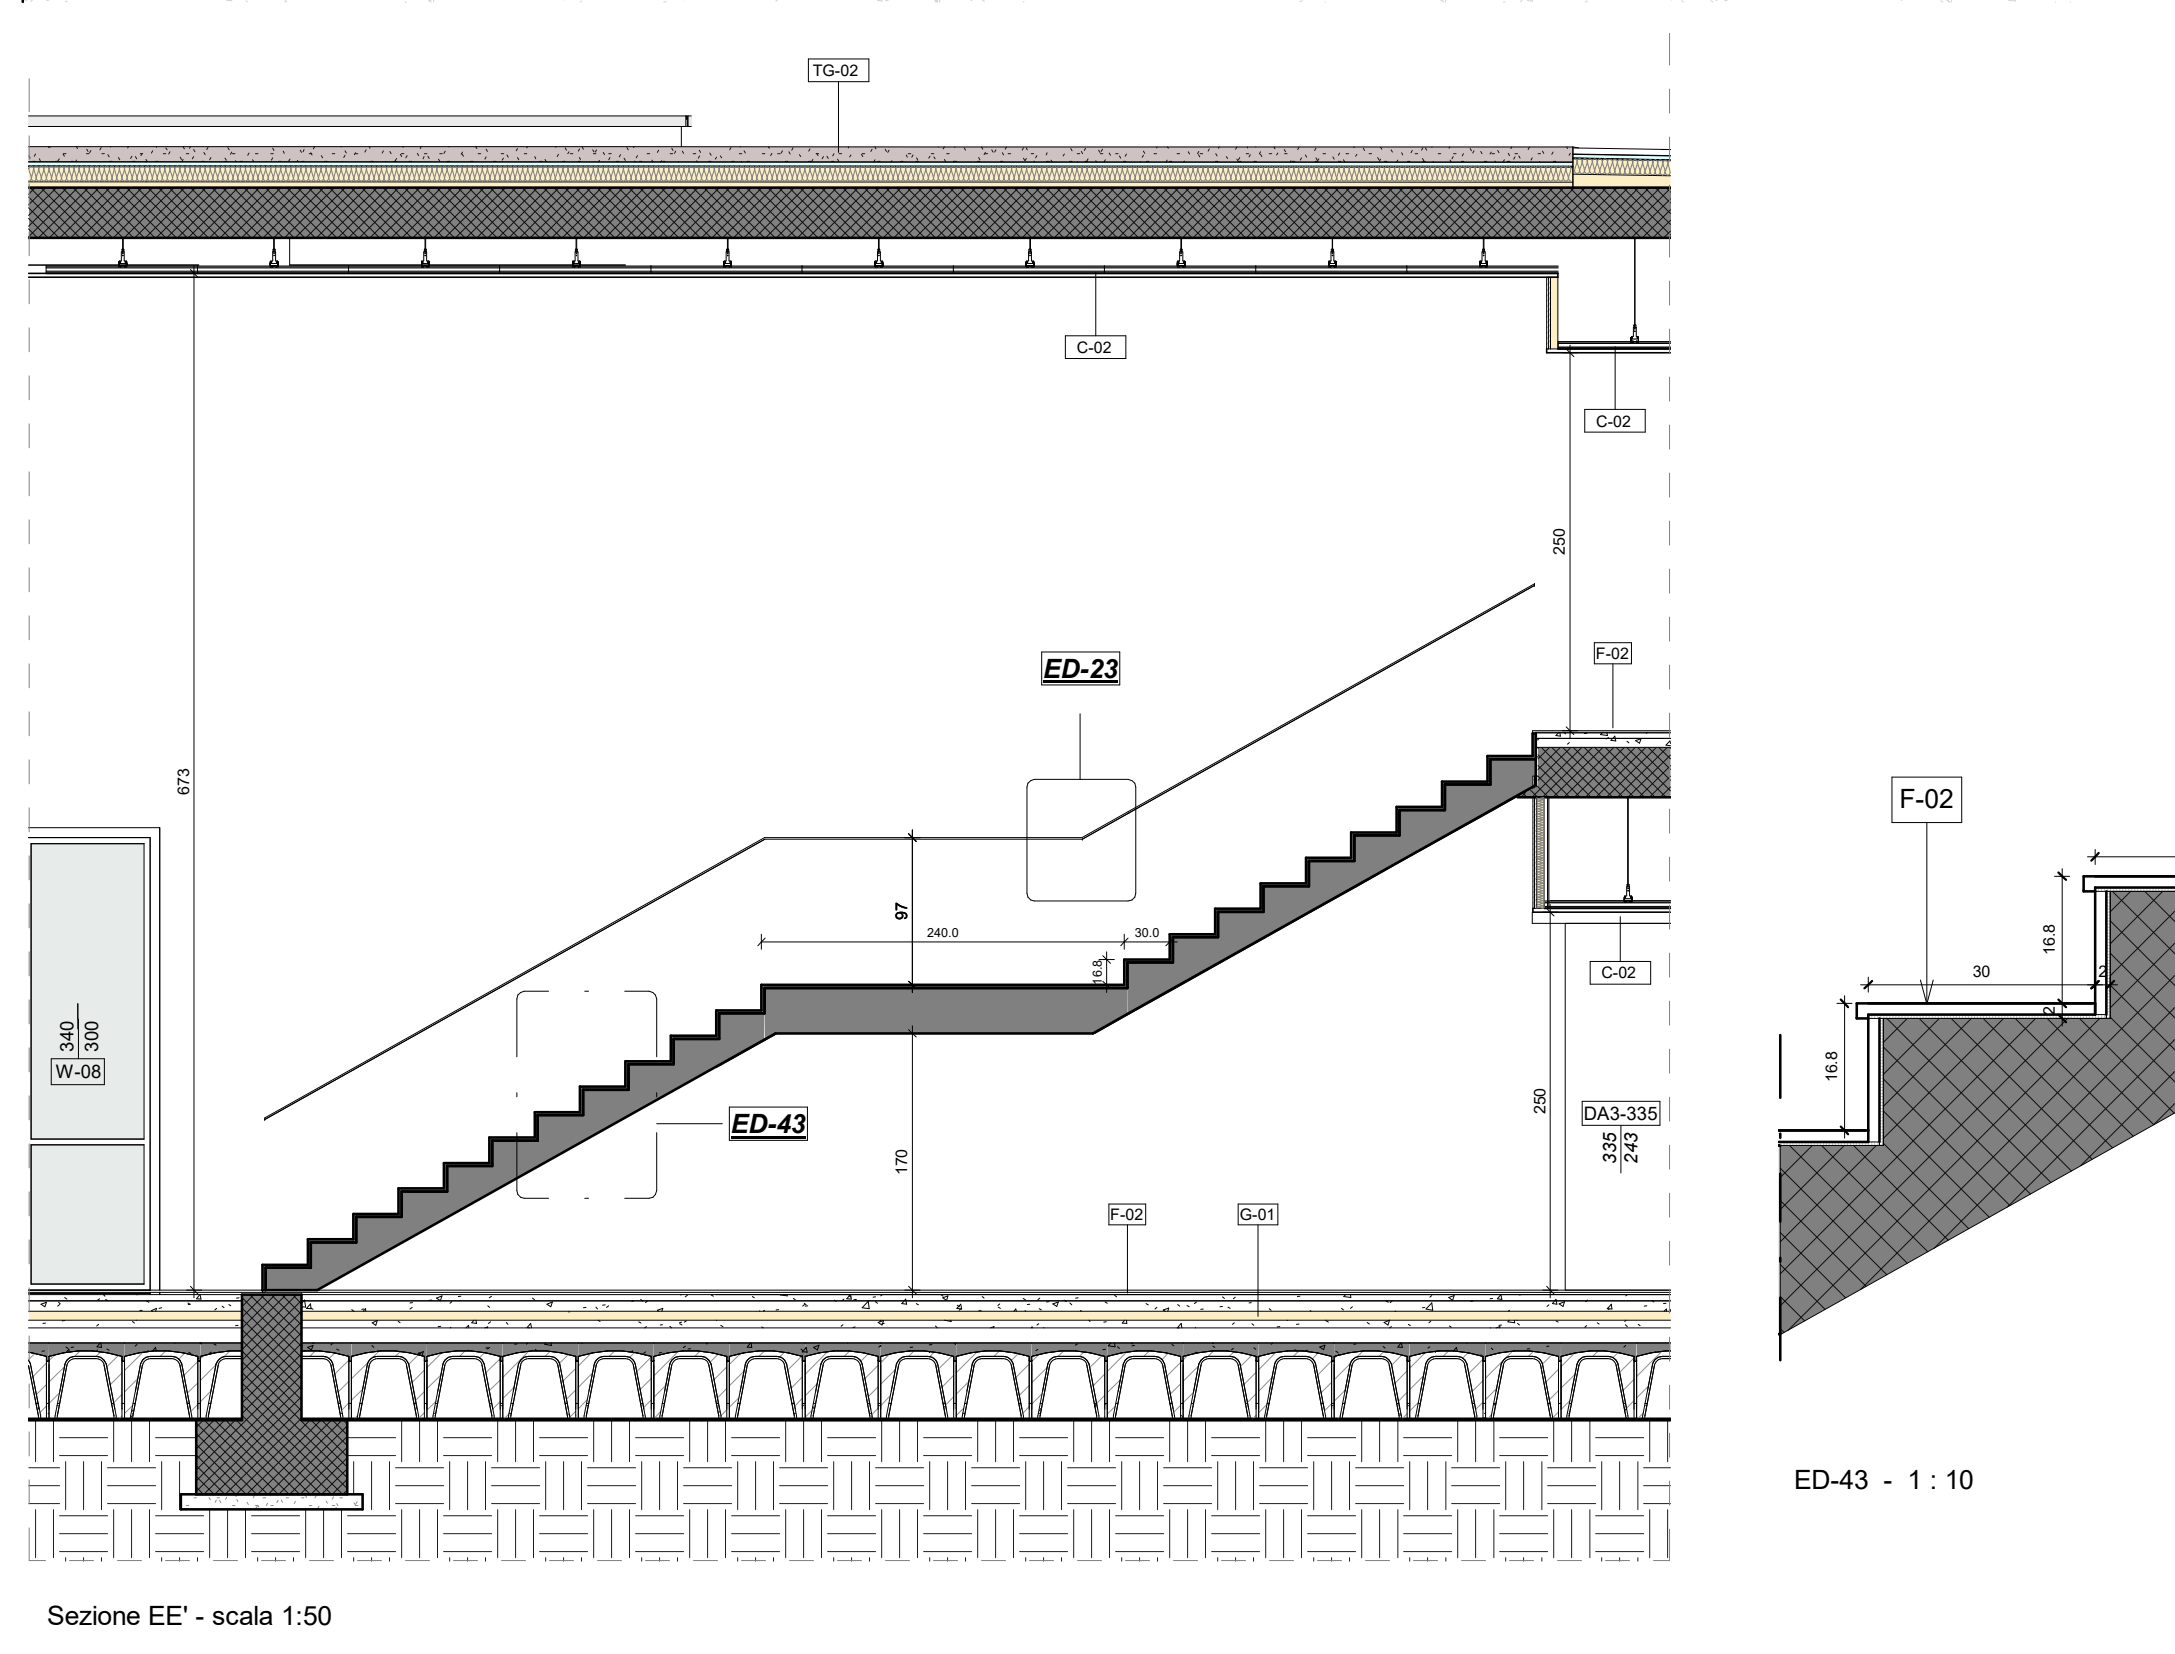 TG-02
C-02
C-02
250
ED-23
F-02
673
F-02
97
240.0
30.0
16.8
16.8
30
2
2
16.8
C-02
340
300
W-08
ED-43
170
250
DA3-335
335
243
F-02
G-01
ED-43 - 1 : 10
Sezione EE' - scala 1:50